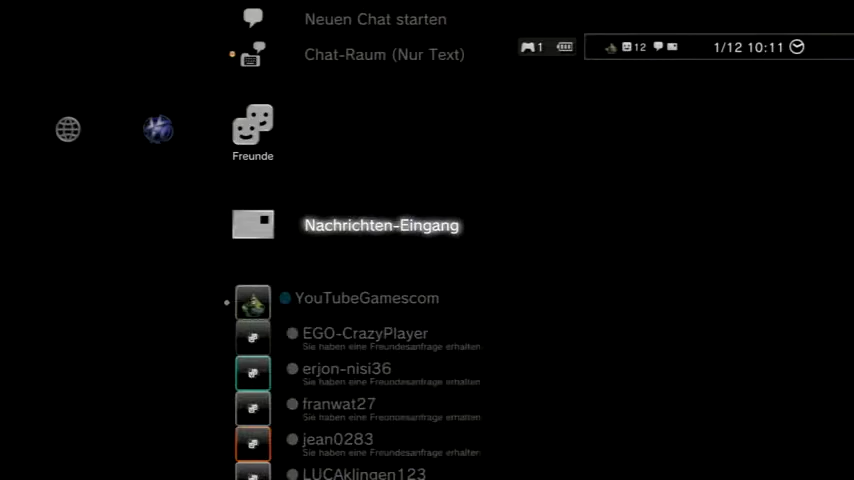 Neuen Chat starten
Chat-Raum (Nur Text)
1
12
1/12 10:11
Freunde
Nachrichten-Eingang
YouTubeGamescom
EGO-CrazyPlayer
Sie haben eine Freundesanfrage erhalten
erjon-nisi36
Sie haben eine Freundesanfrage erhalten
franwat27
Sie haben eine Freundesanfrage erhalten
jean0283
Sie haben eine Freundesanfrage erhalten
LUCAklingen123